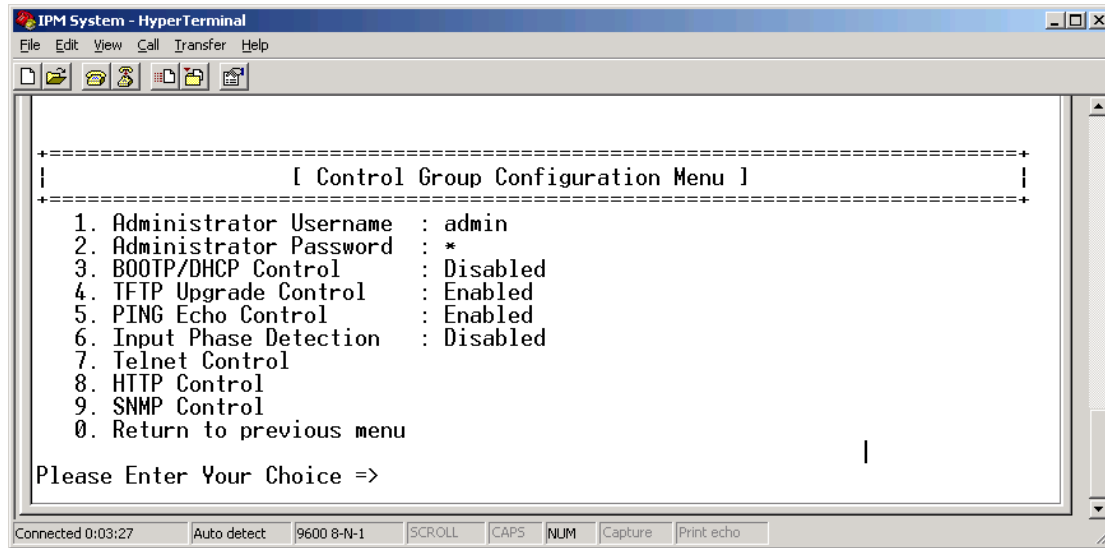 IPM System - HyperTerminal
File Edit View Call Transfer Help
+============================================================================+
¦ [ Control Group Configuration Menu ] ¦
+============================================================================+
1. Administrator Username : admin
2. Administrator Password : *
3. BOOTP/DHCP Control : Disabled
4. TFTP Upgrade Control : Enabled
5. PING Echo Control : Enabled
6. Input Phase Detection : Disabled
7. Telnet Control
8. HTTP Control
9. SNMP Control
0. Return to previous menu
Please Enter Your Choice =>
Connected 0:03:27 Auto detect 9600 8-N-1 SCROLL CAPS NUM Capture Print echo